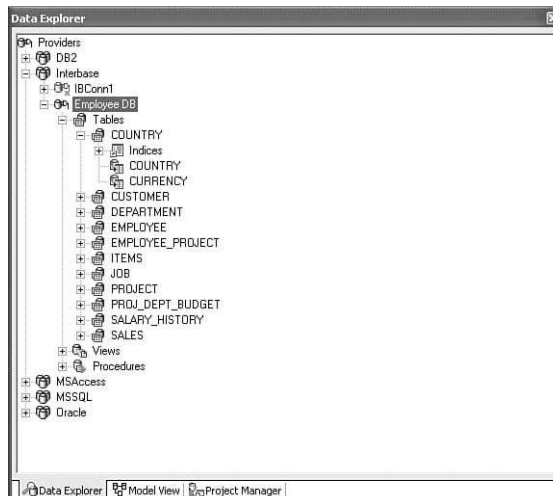 Data Explorer
Providers
DB2
Interbase
IBConn1
Employee DB
Tables
COUNTRY
Indices
COUNTRY
CURRENCY
CUSTOMER
DEPARTMENT
EMPLOYEE
EMPLOYEE_PROJECT
ITEMS
JOB
PROJECT
PROJ_DEPT_BUDGET
SALARY_HISTORY
SALES
Views
Procedures
MSAccess
MSSQL
Oracle
Data Explorer Model View Project Manager